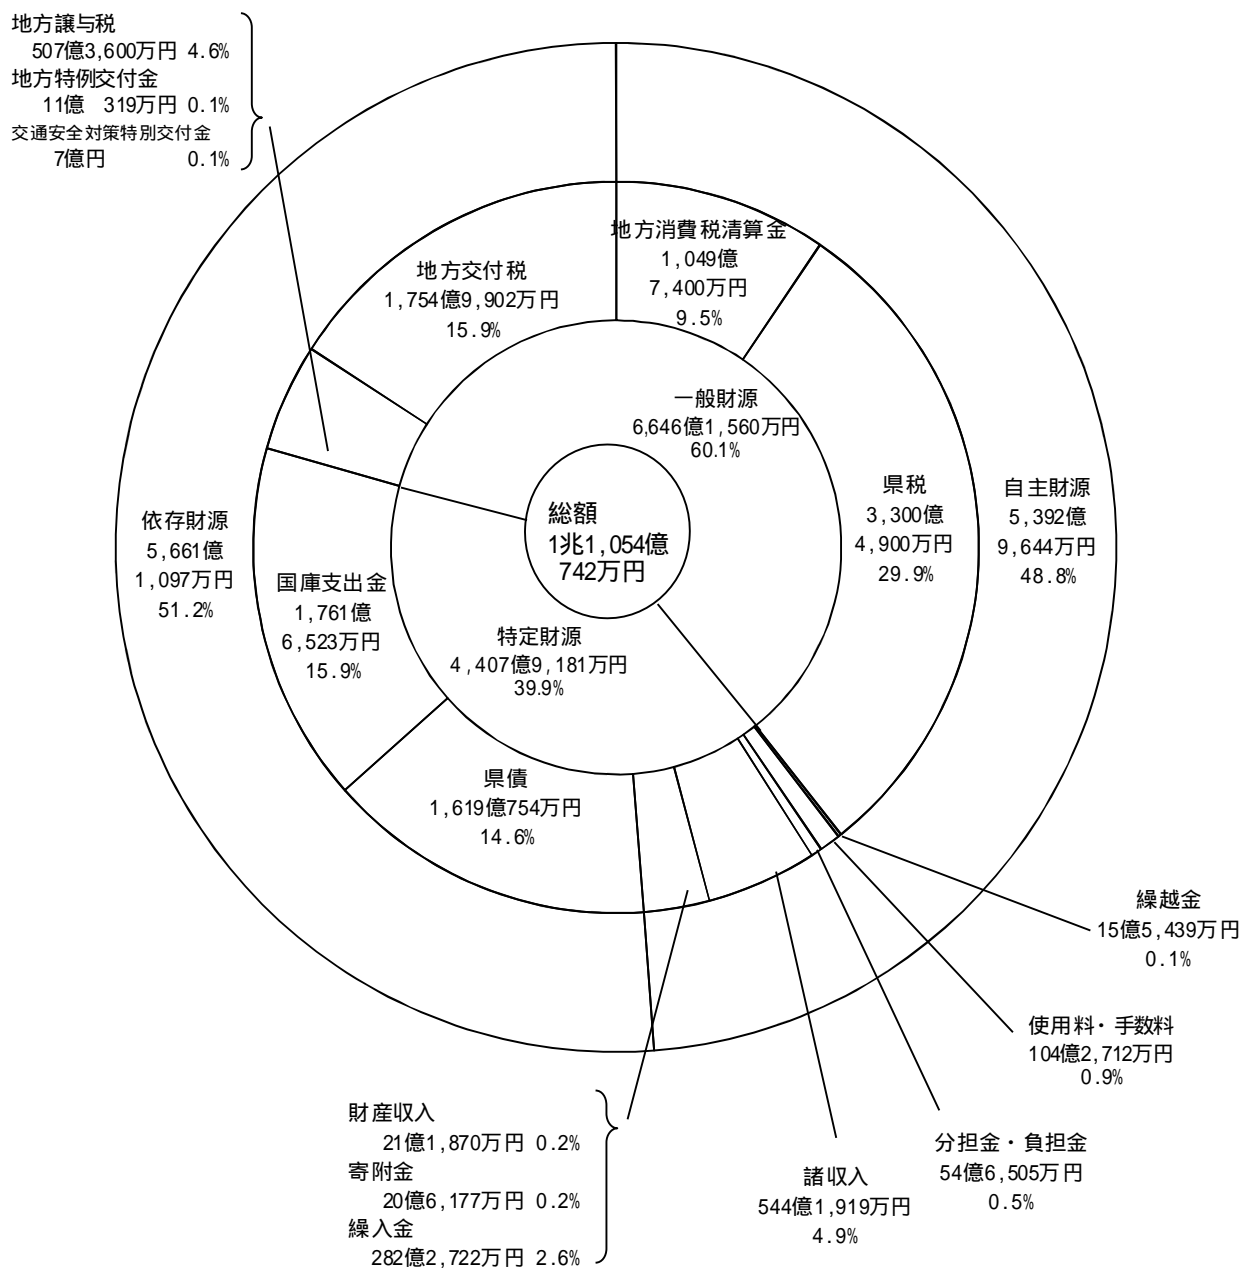 地方譲与税
507億3,600万円 4.6%
地方特例交付金
11億 319万円 0.1%
交通安全対策特別交付金
7億円 0.1%
地方消費税清算金
1,049億
7,400万円
9.5%
地方交付税
1,754億9,902万円
15.9%
一般財源
6,646億1,560万円
60.1%
県税
3,300億
4,900万円
29.9%
自主財源
5,392億
9,644万円
48.8%
依存財源
5,661億
1,097万円
51.2%
総額
1兆1,054億
742万円
国庫支出金
1,761億
6,523万円
15.9%
特定財源
4,407億9,181万円
39.9%
県債
1,619億754万円
14.6%
繰越金
15億5,439万円
0.1%
使用料・手数料
104億2,712万円
0.9%
分担金・負担金
54億6,505万円
0.5%
諸収入
544億1,919万円
4.9%
財産収入
21億1,870万円 0.2%
寄附金
20億6,177万円 0.2%
繰入金
282億2,722万円 2.6%